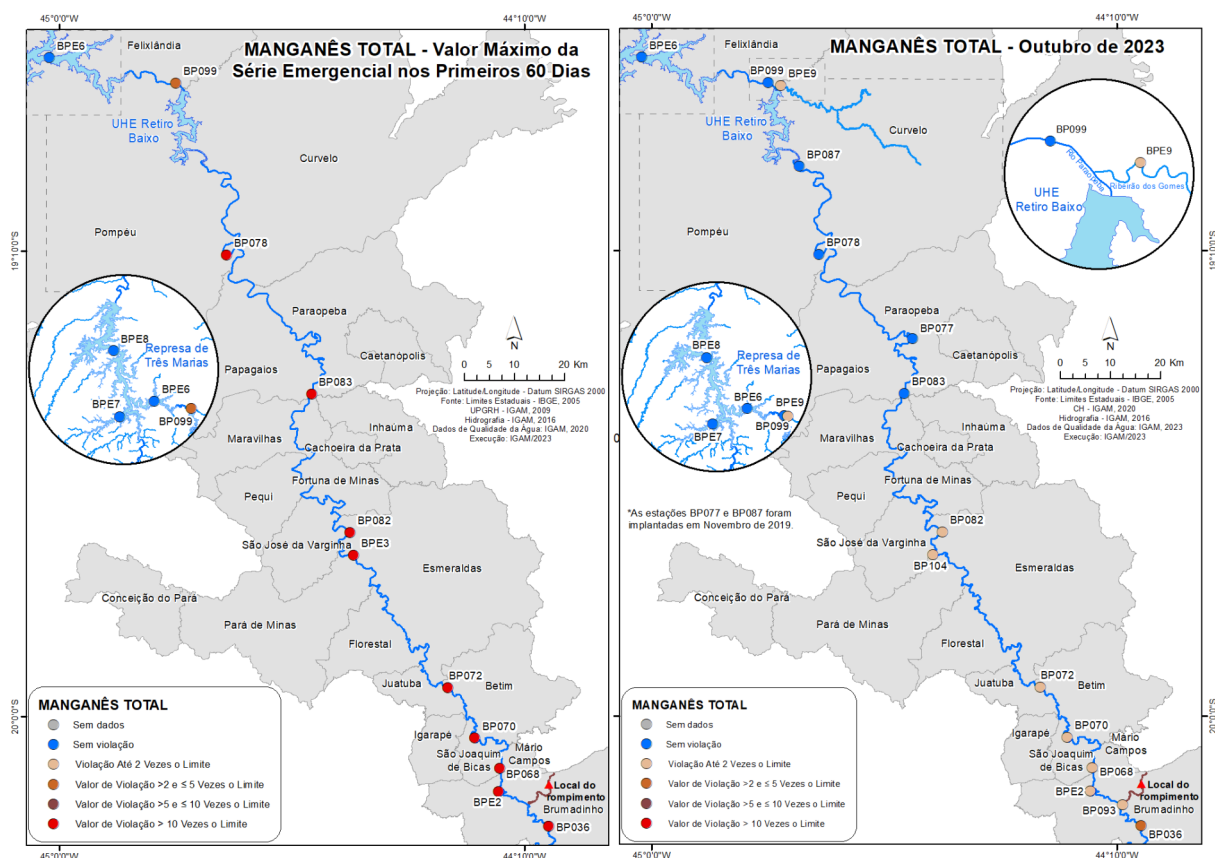 45°0'0"W
44°10'0"W
BPE6
Felixlândia
MANGANÊS TOTAL - Valor Máximo da
Série Emergencial nos Primeiros 60 Dias
BP099
UHE Retiro
Baixo
Curvelo
Pompéu
BP078
19°10'0"S
Paraopeba
BPE8
Represa de
Três Marias
BPE6
BPE7
BP099
Caetanópolis
N
0 5 10 20 Km
Papagaios
BP083
Projeção: Latitude/Longitude - Datum SIRGAS 2000
Fonte: Limites Estaduais - IBGE, 2005
UPGRH - IGAM, 2009
Hidrografia - IGAM, 2016
Dados de Qualidade da Água: IGAM, 2020
Execução: IGAM/2023
Inhaúma
Maravilhas
Cachoeira da Prata
Fortuna de Minas
Pequi
BP082
São José da Varginha
BPE3
Esmeraldas
Conceição do Pará
Pará de Minas
Florestal
BP072
Juatuba
Betim
20°0'0"S
BP070
Igarapé
Mário
Campos
São Joaquim
de Bicas
BP068
Local do
rompimento
BPE2
Brumadinho
BP036
MANGANÊS TOTAL
Sem dados
Sem violação
Violação Até 2 Vezes o Limite
Valor de Violação >2 e ≤ 5 Vezes o Limite
Valor de Violação >5 e ≤ 10 Vezes o Limite
Valor de Violação > 10 Vezes o Limite
45°0'0"W
44°10'0"W
45°0'0"W
44°10'0"W
BPE6
Felixlândia
MANGANÊS TOTAL - Outubro de 2023
BP099
BPE9
UHE Retiro
Baixo
Curvelo
BP087
BP099
BPE9
Rio Paraopeba
Ribeirão dos Gomes
UHE
Retiro Baixo
Pompéu
BP078
19°10'0"S
Paraopeba
BP077
BPE8
Represa de
Três Marias
BPE6
BPE9
BPE7
BP099
Caetanópolis
N
0 5 10 20 Km
Papagaios
BP083
Projeção: Latitude/Longitude - Datum SIRGAS 2000
Fonte: Limites Estaduais - IBGE, 2005
CH - IGAM, 2020
Hidrografia - IGAM, 2016
Dados de Qualidade da Água: IGAM, 2023
Execução: IGAM/2023
Inhaúma
Maravilhas
Cachoeira da Prata
Fortuna de Minas
Pequi
*As estações BP077 e BP087 foram
implantadas em Novembro de 2019.
BP082
São José da Varginha
BP104
Esmeraldas
Conceição do Pará
Pará de Minas
Florestal
BP072
Juatuba
Betim
20°0'0"S
BP070
Igarapé
Mário
Campos
São Joaquim
de Bicas
BP068
Local do
rompimento
BPE2
Brumadinho
BP093
BP036
MANGANÊS TOTAL
Sem dados
Sem violação
Violação Até 2 Vezes o Limite
Valor de Violação >2 e ≤ 5 Vezes o Limite
Valor de Violação >5 e ≤ 10 Vezes o Limite
Valor de Violação > 10 Vezes o Limite
45°0'0"W
44°10'0"W